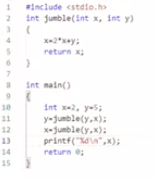 1 #include <stdio.h>
2 int jumble(int x, int y)
3 {
4 x=2*x+y;
5 return x;
6 }
7
8 int main()
9 {
10 int x=2, y=5;
11 y=jumble(y,x);
12 x=jumble(y,x);
13 printf("%d\n",x);
14 return 0;
15 }